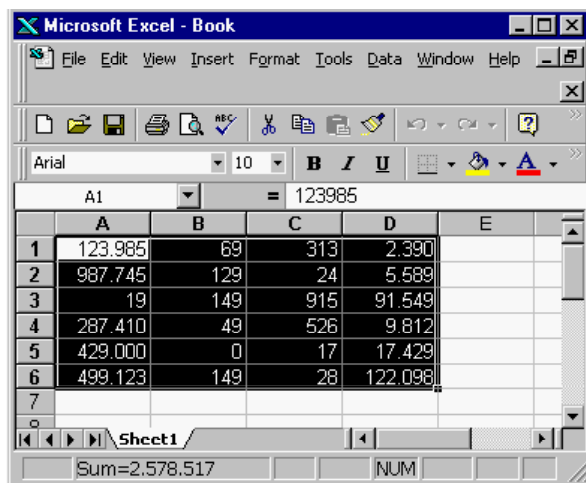 Microsoft Excel - Book
File Edit View Insert Format Tools Data Window Help
ABC
Arial 10 B I U A
A1 = 123985
A B C D E
1 123.985 69 313 2.390
2 987.745 129 24 5.589
3 19 149 915 91.549
4 287.410 49 526 9.812
5 429.000 0 17 17.429
6 499.123 149 28 122.098
7
Sheet1
Sum=2.578.517 NUM